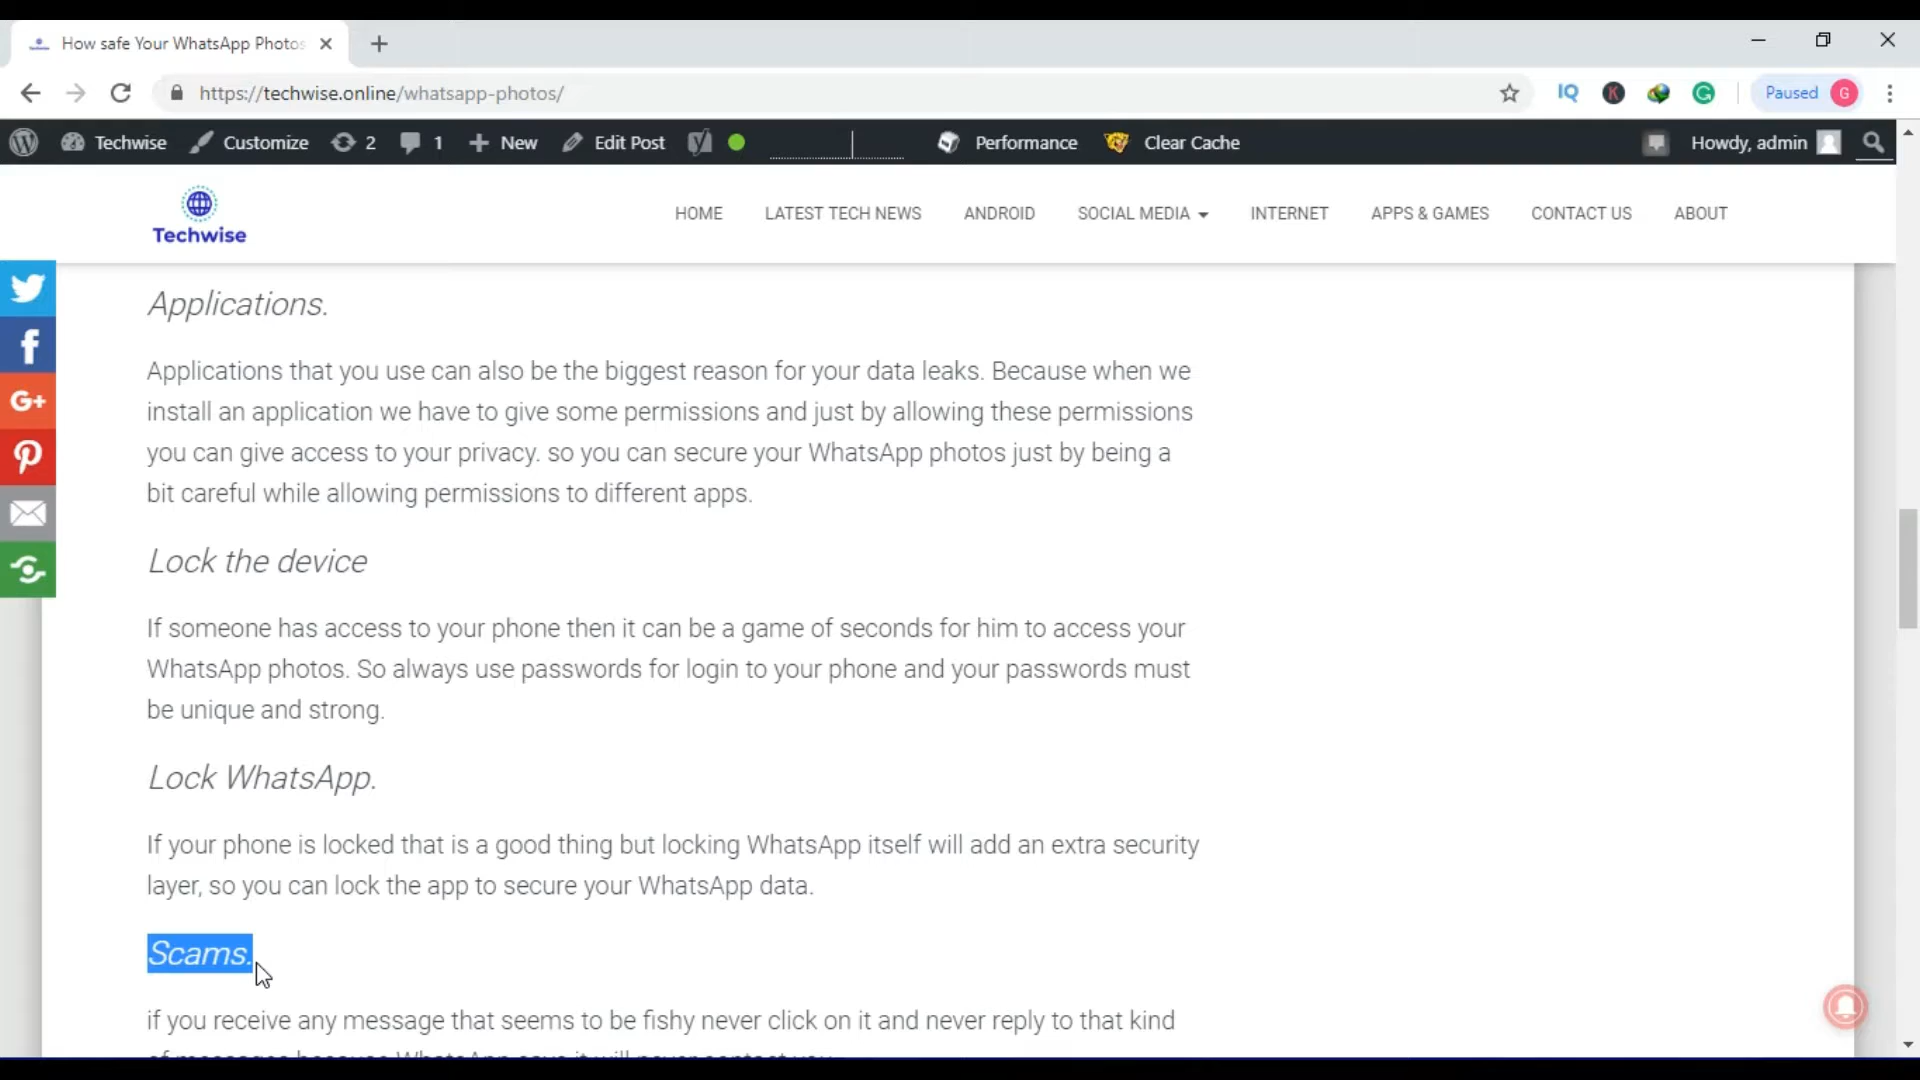 How safe Your WhatsApp Photos
https://techwise.online/whatsapp-photos/
IQ
K
G
Paused
G
Techwise
Customize
2
1
New
Edit Post
Performance
Clear Cache
Howdy, admin
Techwise
HOME
LATEST TECH NEWS
ANDROID
SOCIAL MEDIA
INTERNET
APPS & GAMES
CONTACT US
ABOUT
G+
Applications.
Applications that you use can also be the biggest reason for your data leaks. Because when we
install an application we have to give some permissions and just by allowing these permissions
you can give access to your privacy. so you can secure your WhatsApp photos just by being a
bit careful while allowing permissions to different apps.
Lock the device
If someone has access to your phone then it can be a game of seconds for him to access your
WhatsApp photos. So always use passwords for login to your phone and your passwords must
be unique and strong.
Lock WhatsApp.
If your phone is locked that is a good thing but locking WhatsApp itself will add an extra security
layer, so you can lock the app to secure your WhatsApp data.
Scams.
if you receive any message that seems to be fishy never click on it and never reply to that kind
of messages because WhatsApp says it will never contact you